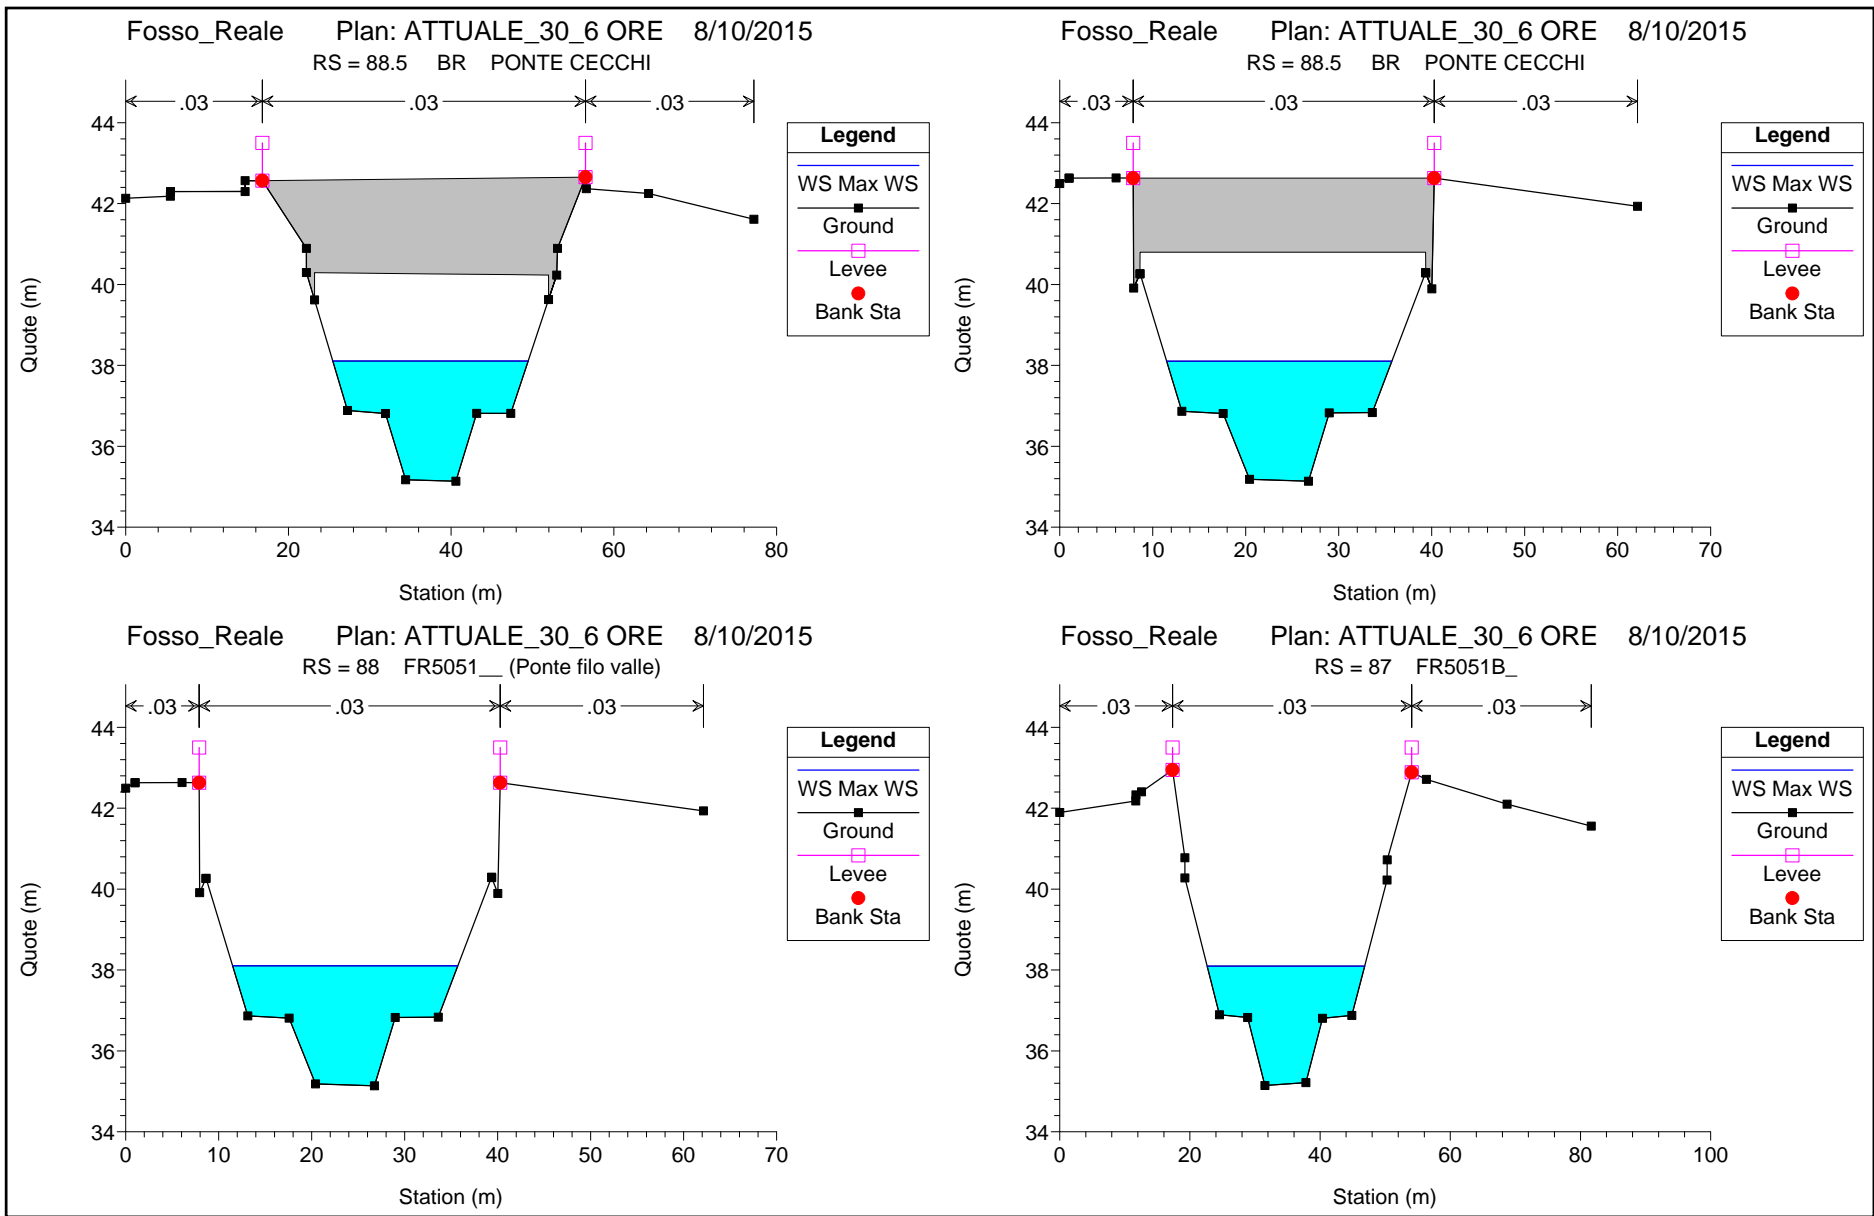 Fosso_Reale Plan: ATTUALE_30_6 ORE 8/10/2015
RS = 88.5 BR PONTE CECCHI
.03 .03 .03
44
42
40
38
36
34
Quote (m)
0 20 40 60 80
Station (m)
Legend
WS Max WS
Ground
Levee
Bank Sta
Fosso_Reale Plan: ATTUALE_30_6 ORE 8/10/2015
RS = 88.5 BR PONTE CECCHI
.03 .03 .03
44
42
40
38
36
34
Quote (m)
0 10 20 30 40 50 60 70
Station (m)
Legend
WS Max WS
Ground
Levee
Bank Sta
Fosso_Reale Plan: ATTUALE_30_6 ORE 8/10/2015
RS = 88 FR5051__ (Ponte filo valle)
.03 .03 .03
44
42
40
38
36
34
Quote (m)
0 10 20 30 40 50 60 70
Station (m)
Legend
WS Max WS
Ground
Levee
Bank Sta
Fosso_Reale Plan: ATTUALE_30_6 ORE 8/10/2015
RS = 87 FR5051B_
.03 .03 .03
44
42
40
38
36
34
Quote (m)
0 20 40 60 80 100
Station (m)
Legend
WS Max WS
Ground
Levee
Bank Sta